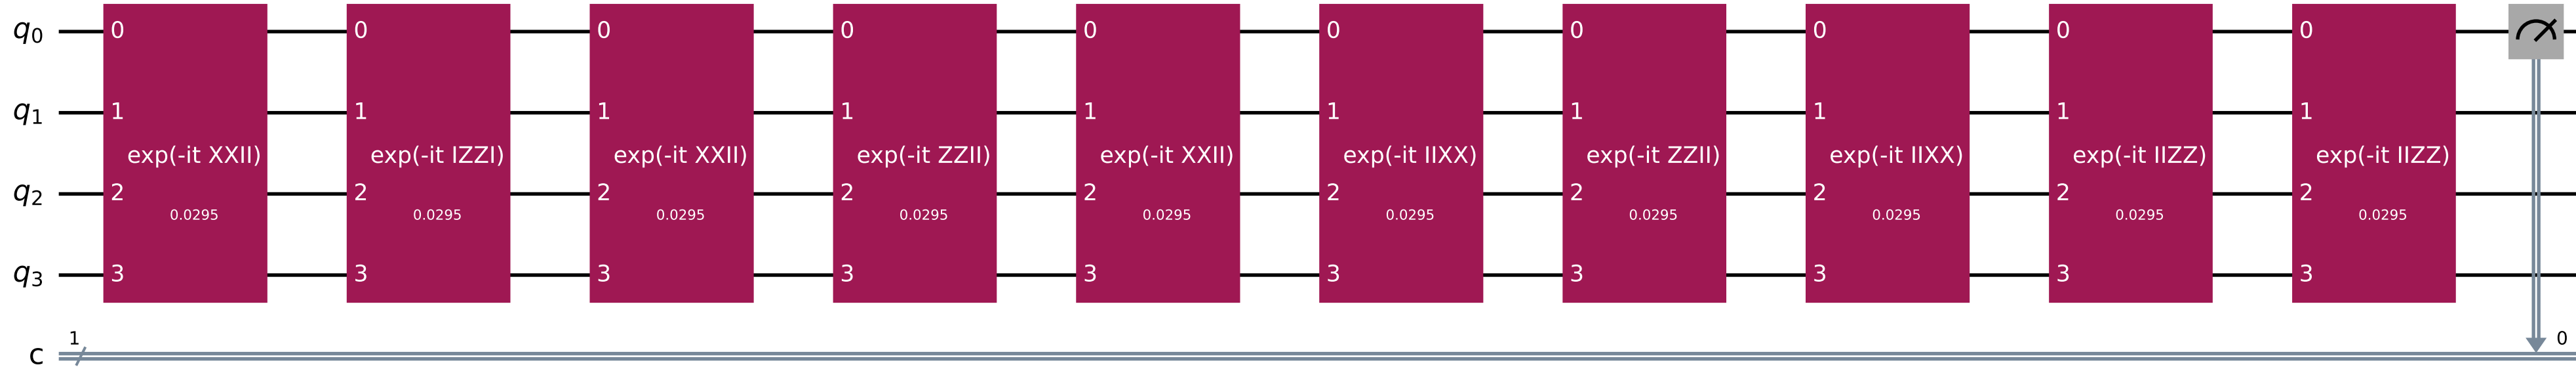 q0 0 0 0 0 0 0 0 0 0 0
q1 1 1 1 1 1 1 1 1 1 1
exp(-it XXII) exp(-it IZZI) exp(-it XXII) exp(-it ZZII) exp(-it XXII) exp(-it IIXX) exp(-it ZZII) exp(-it IIXX) exp(-it IIZZ) exp(-it IIZZ)
q2 2 2 2 2 2 2 2 2 2 2
0.0295 0.0295 0.0295 0.0295 0.0295 0.0295 0.0295 0.0295 0.0295 0.0295
q3 3 3 3 3 3 3 3 3 3 3
1 0
c